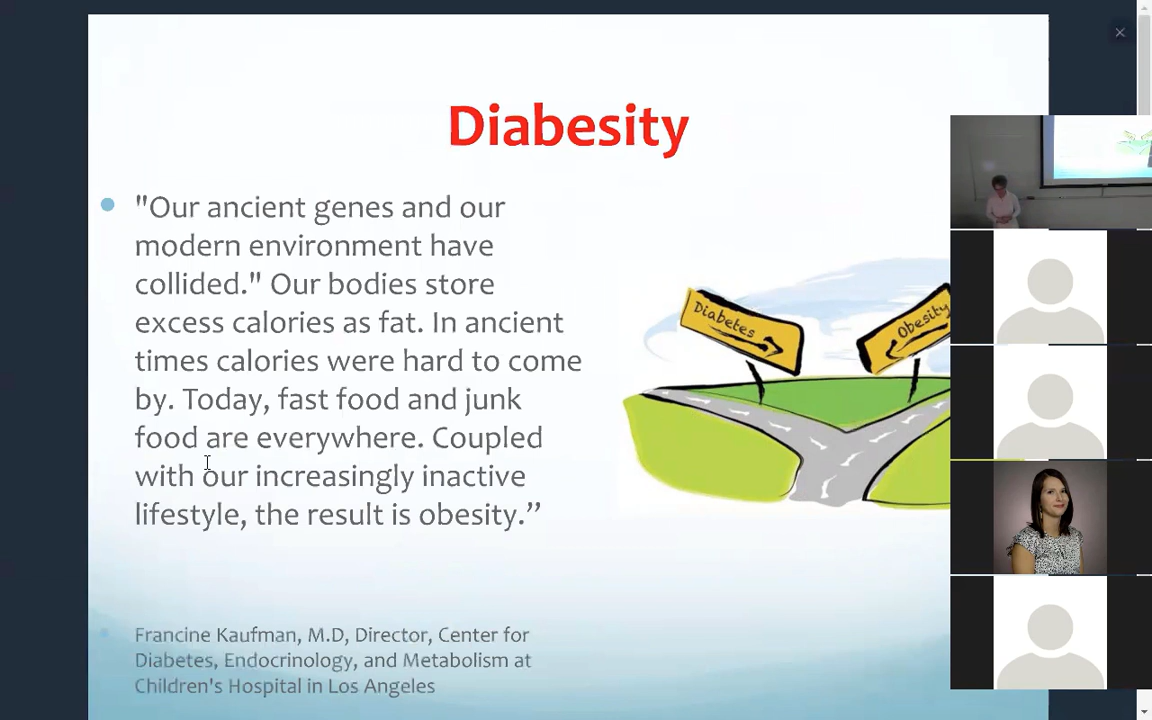 Diabesity
"Our ancient genes and our
modern environment have
collided." Our bodies store
excess calories as fat. In ancient
times calories were hard to come
by. Today, fast food and junk
food are everywhere. Coupled
with our increasingly inactive
lifestyle, the result is obesity.”
Diabetes
Obesity
Francine Kaufman, M.D, Director, Center for
Diabetes, Endocrinology, and Metabolism at
Children's Hospital in Los Angeles